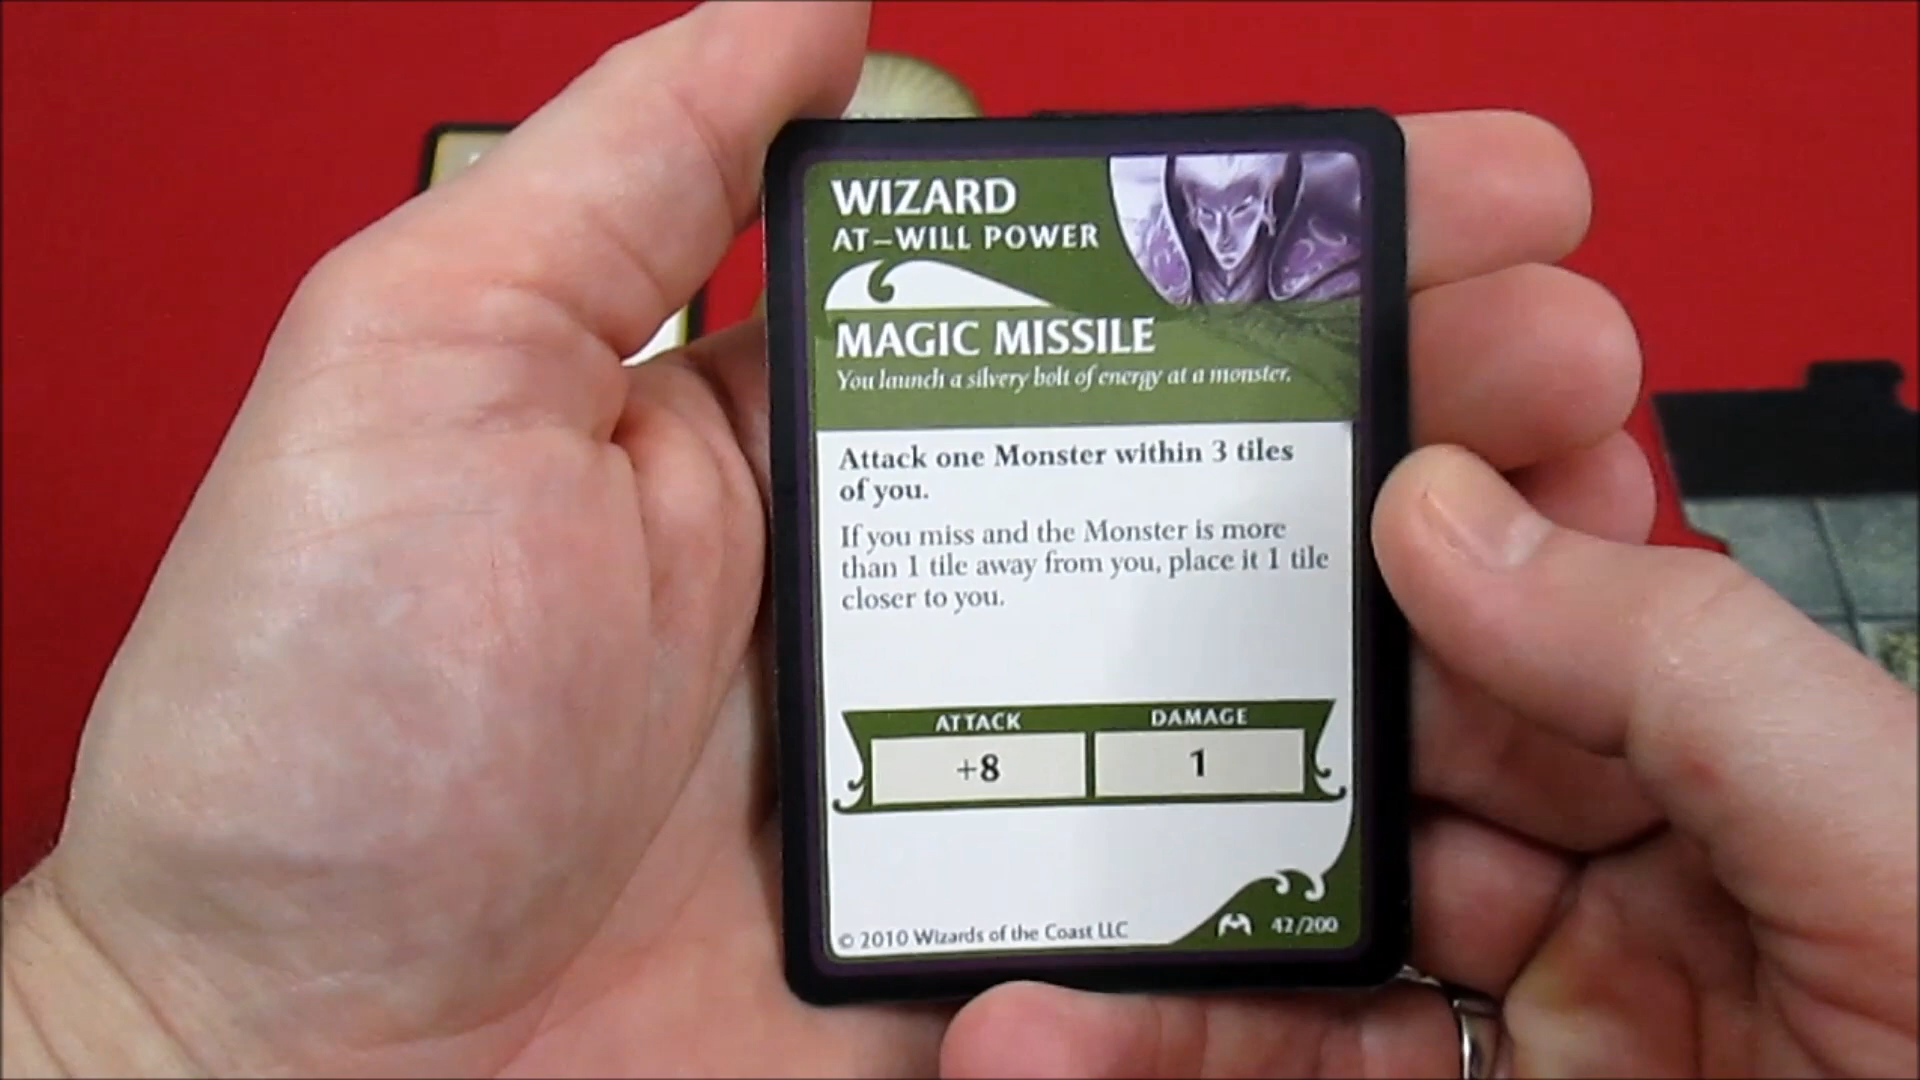 WIZARD
AT–WILL POWER
MAGIC MISSILE
You launch a silvery bolt of energy at a monster.
Attack one Monster within 3 tiles
of you.
If you miss and the Monster is more
than 1 tile away from you, place it 1 tile
closer to you.
ATTACK DAMAGE
+8 1
© 2010 Wizards of the Coast LLC 42/200